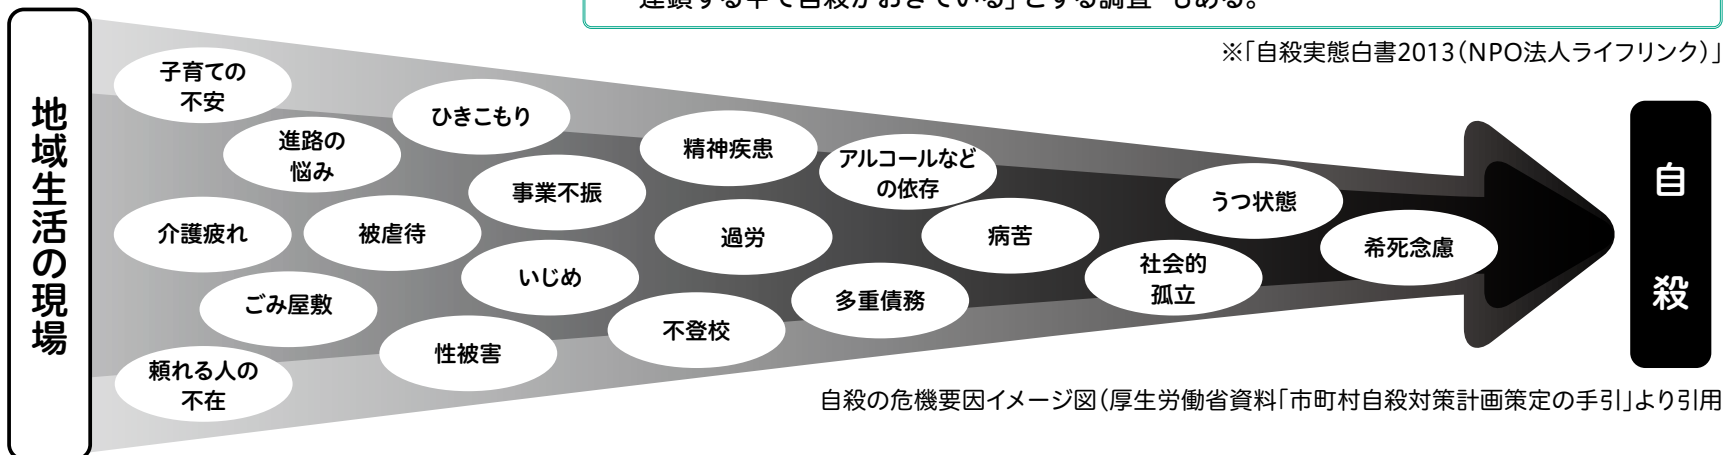 連鎖する中で自殺がおきている」とする調査※もある。
※「自殺実態白書2013（NPO法人ライフリンク）」
地域生活の現場
子育ての
不安
進路の
悩み
ひきこもり
精神疾患
アルコールなど
の依存
事業不振
うつ状態
自殺
介護疲れ
被虐待
過労
病苦
希死念慮
いじめ
社会的
孤立
ごみ屋敷
多重債務
不登校
性被害
頼れる人の
不在
自殺の危機要因イメージ図（厚生労働省資料「市町村自殺対策計画策定の手引」より引用